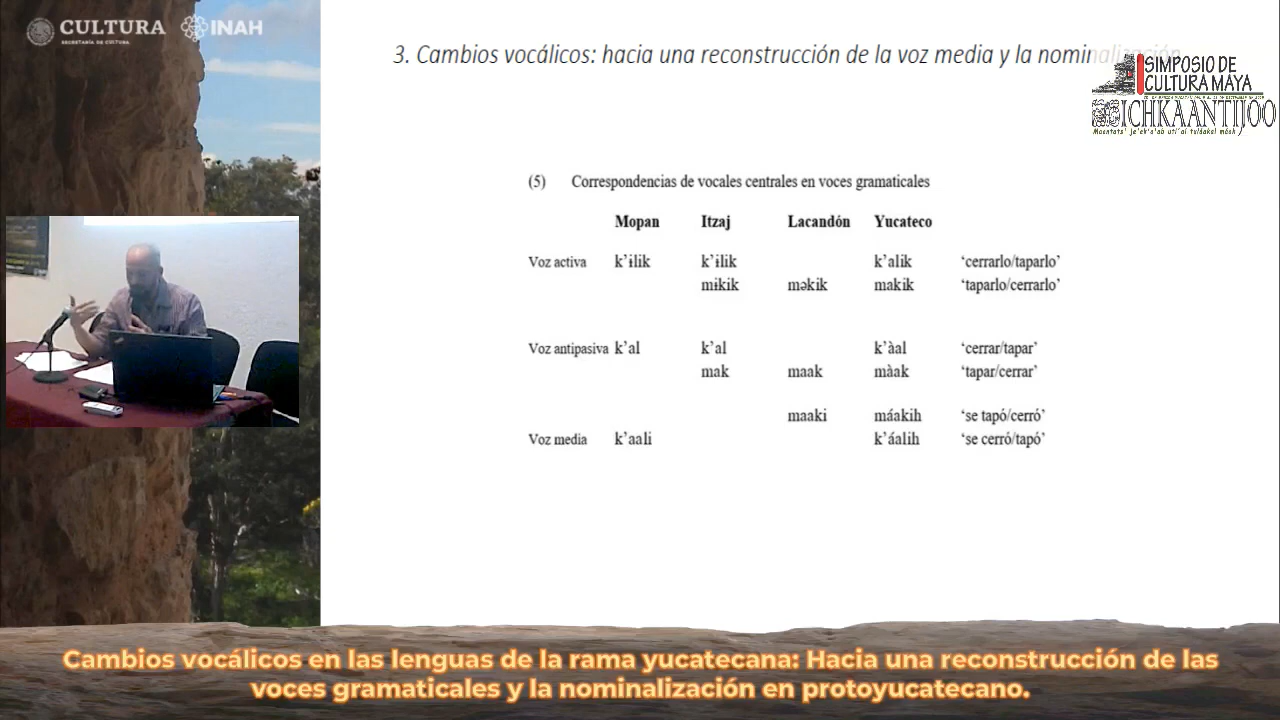 CULTURA
SECRETARÍA DE CULTURA
INAH
3. Cambios vocálicos: hacia una reconstrucción de la voz media y la nominalización
SIMPOSIO DE
CULTURA MAYA
ICHKAANTIJOO
(5) Correspondencias de vocales centrales en voces gramaticales
Mopan Itzaj Lacandón Yucateco
Voz activa k’ɨlik k’ɨlik k’alik ‘cerrarlo/taparlo’
mɨkik məkik makik ‘taparlo/cerrarlo’
Voz antipasiva k’al k’al k’àal ‘cerrar/tapar’
mak maak màak ‘tapar/cerrar’
maaki máakih ‘se tapó/cerró’
Voz media k’aali k’áalih ‘se cerró/tapó’
Cambios vocálicos en las lenguas de la rama yucatecana: Hacia una reconstrucción de las
voces gramaticales y la nominalización en protoyucatecano.